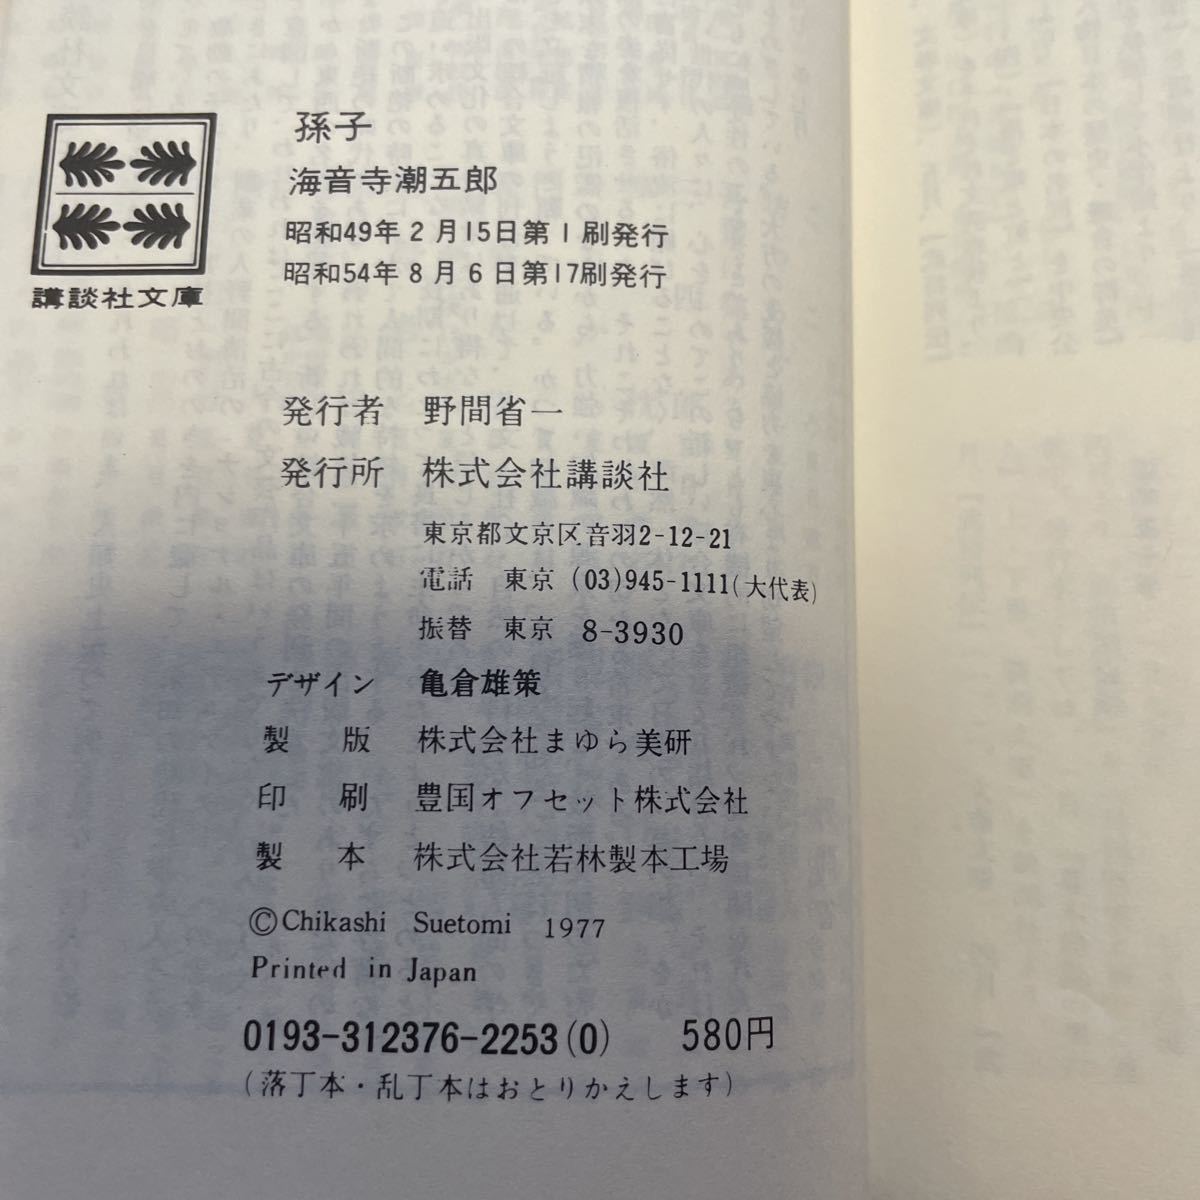 孫子
海音寺潮五郎
昭和49年2月15日第1刷発行
昭和54年8月6日第17刷発行
講談社文庫
発行者 野間省一
発行所 株式会社講談社
東京都文京区音羽2-12-21
電話 東京 (03)945-1111(大代表)
振替 東京 8-3930
デザイン 亀倉雄策
製版 株式会社まゆら美研
印刷 豊国オフセット株式会社
製本 株式会社若林製本工場
©Chikashi Suetomi 1977
Printed in Japan
0193-312376-2253(0) 580円
(落丁本・乱丁本はおとりかえします)